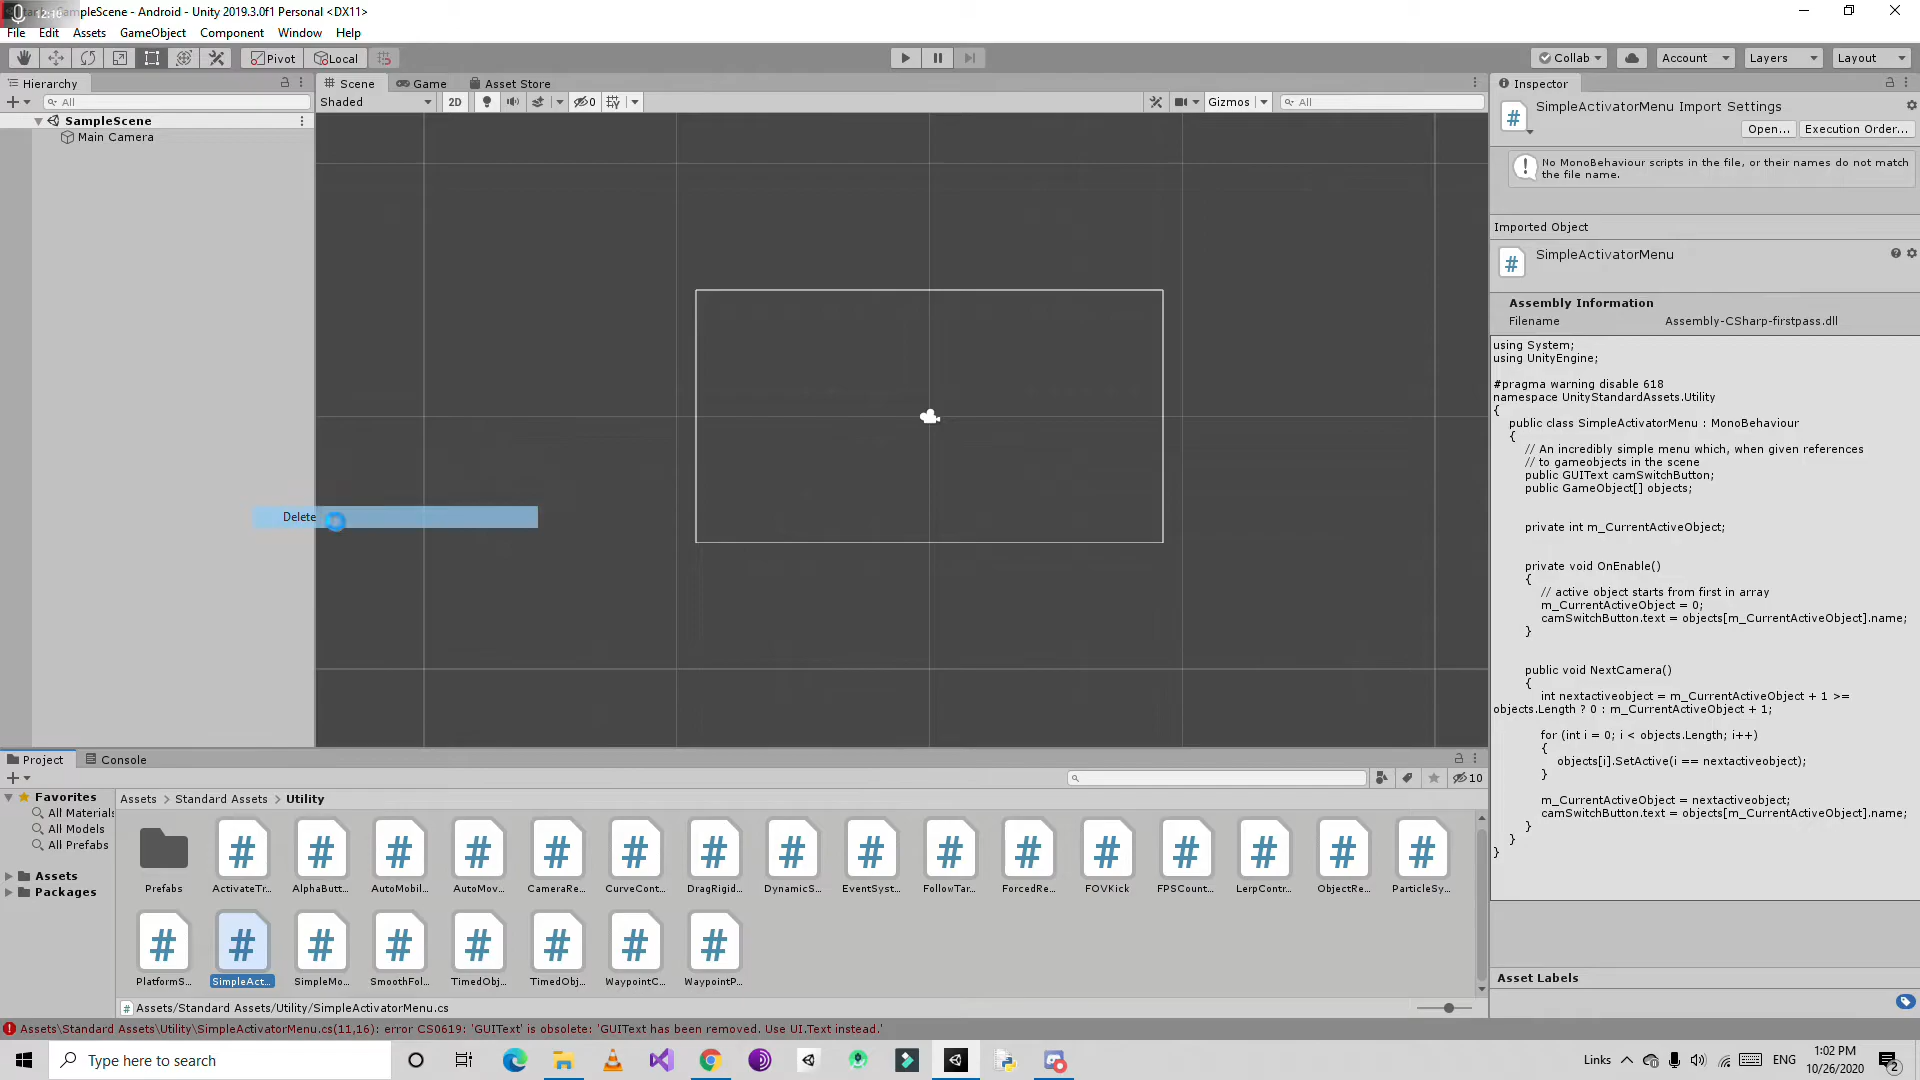 SampleScene - Android - Unity 2019.3.0f1 Personal <DX11>
File Edit Assets GameObject Component Window Help
Pivot Local Collab Account Layers Layout
Hierarchy
All
SampleScene
Main Camera
Scene Game Asset Store
Shaded 2D 0 Gizmos All
Delete
Inspector
SimpleActivatorMenu Import Settings
Open... Execution Order...
No MonoBehaviour scripts in the file, or their names do not match
the file name.
Imported Object
SimpleActivatorMenu
Assembly Information
Filename Assembly-CSharp-firstpass.dll
using System;
using UnityEngine;
#pragma warning disable 618
namespace UnityStandardAssets.Utility
{
public class SimpleActivatorMenu : MonoBehaviour
{
// An incredibly simple menu which, when given references
// to gameobjects in the scene
public GUIText camSwitchButton;
public GameObject[] objects;
private int m_CurrentActiveObject;
private void OnEnable()
{
// active object starts from first in array
m_CurrentActiveObject = 0;
camSwitchButton.text = objects[m_CurrentActiveObject].name;
}
public void NextCamera()
{
int nextactiveobject = m_CurrentActiveObject + 1 >=
objects.Length ? 0 : m_CurrentActiveObject + 1;
for (int i = 0; i < objects.Length; i++)
{
objects[i].SetActive(i == nextactiveobject);
}
m_CurrentActiveObject = nextactiveobject;
camSwitchButton.text = objects[m_CurrentActiveObject].name;
}
}
}
Asset Labels
Project Console
10
Favorites
All Materials
All Models
All Prefabs
Assets
Packages
Assets > Standard Assets > Utility
Prefabs ActivateTr... AlphaButt... AutoMobil... AutoMov... CameraRe... CurveCont... DragRigid... DynamicS... EventSyst... FollowTar... ForcedRe... FOVKick FPSCount... LerpContr... ObjectRe... ParticleSy...
PlatformS... SimpleAct... SimpleMo... SmoothFol... TimedObj... TimedObj... WaypointC... WaypointP...
Assets/Standard Assets/Utility/SimpleActivatorMenu.cs
Assets\Standard Assets\Utility\SimpleActivatorMenu.cs(11,16): error CS0619: 'GUIText' is obsolete: 'GUIText has been removed. Use UI.Text instead.'
Type here to search
Links ENG 1:02 PM
10/26/2020 2